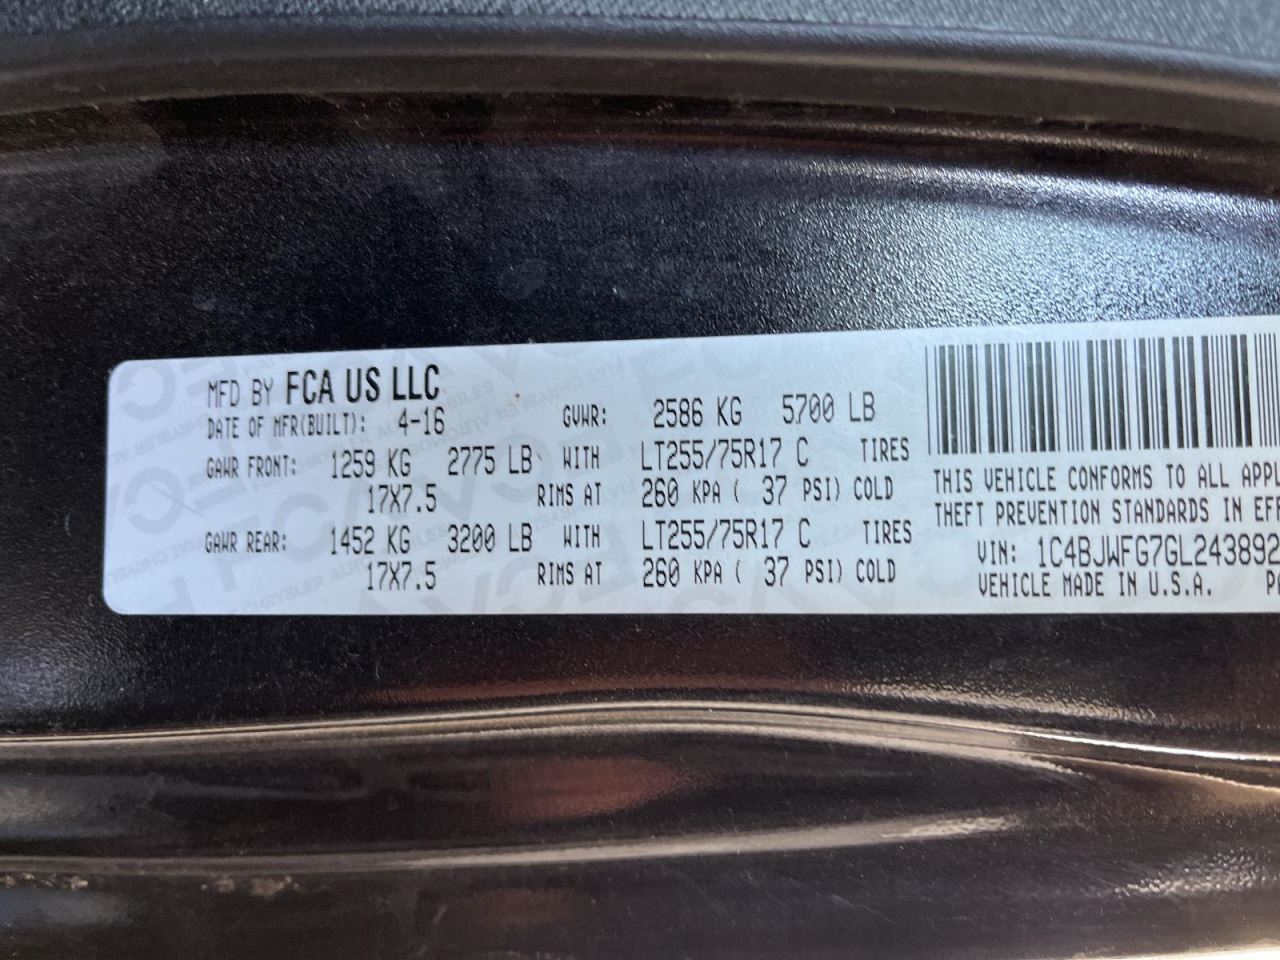 MFD BY FCA US LLC
DATE OF MFR(BUILT): 4-16 GVWR: 2586 KG 5700 LB
GAWR FRONT: 1259 KG 2775 LB WITH LT255/75R17 C TIRES
17X7.5 RIMS AT 260 KPA ( 37 PSI) COLD
GAWR REAR: 1452 KG 3200 LB WITH LT255/75R17 C TIRES
17X7.5 RIMS AT 260 KPA ( 37 PSI) COLD
THIS VEHICLE CONFORMS TO ALL APPL
THEFT PREVENTION STANDARDS IN EFF
VIN: 1C4BJWFG7GL243892
VEHICLE MADE IN U.S.A.